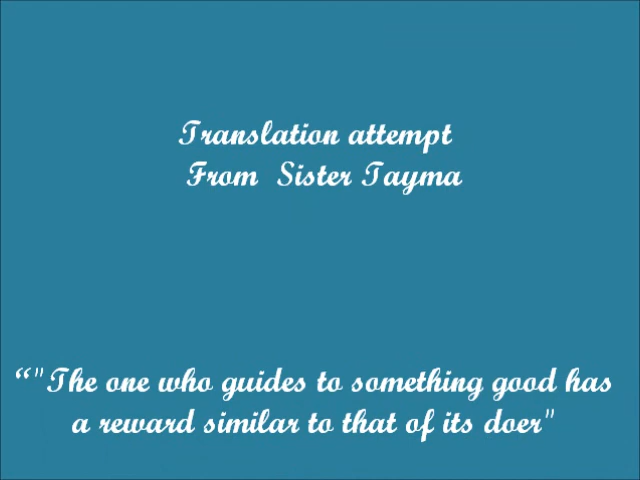 Translation attempt
From Sister Tayma
“"The one who guides to something good has
a reward similar to that of its doer"